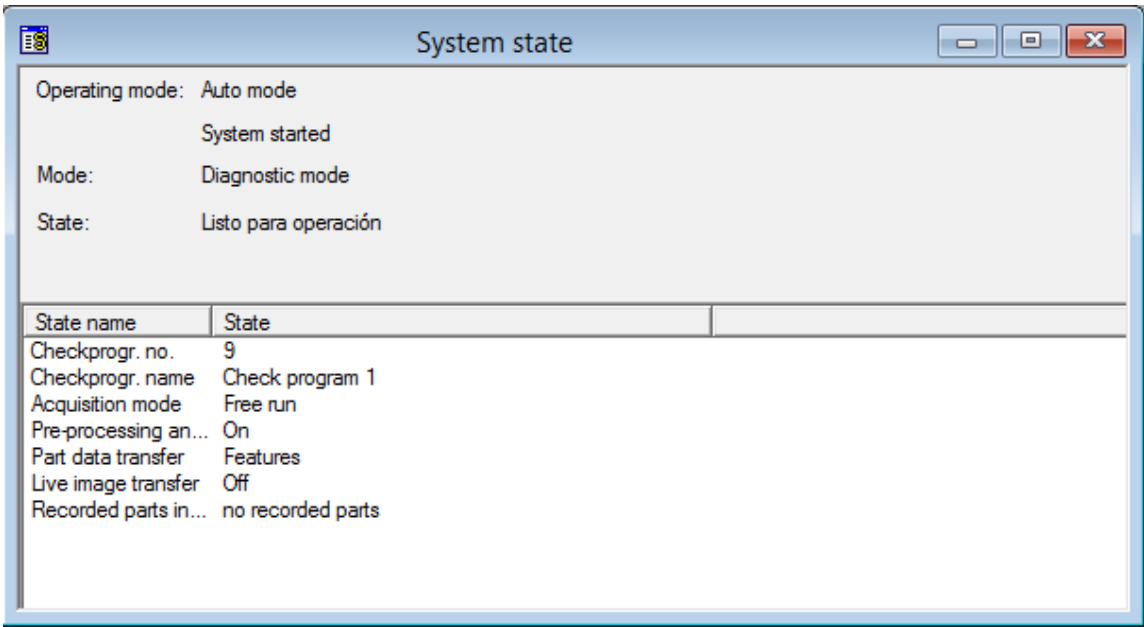 System state
Operating mode: Auto mode
System started
Mode: Diagnostic mode
State: Listo para operación
State name State
Checkprogr. no. 9
Checkprogr. name Check program 1
Acquisition mode Free run
Pre-processing an... On
Part data transfer Features
Live image transfer Off
Recorded parts in... no recorded parts